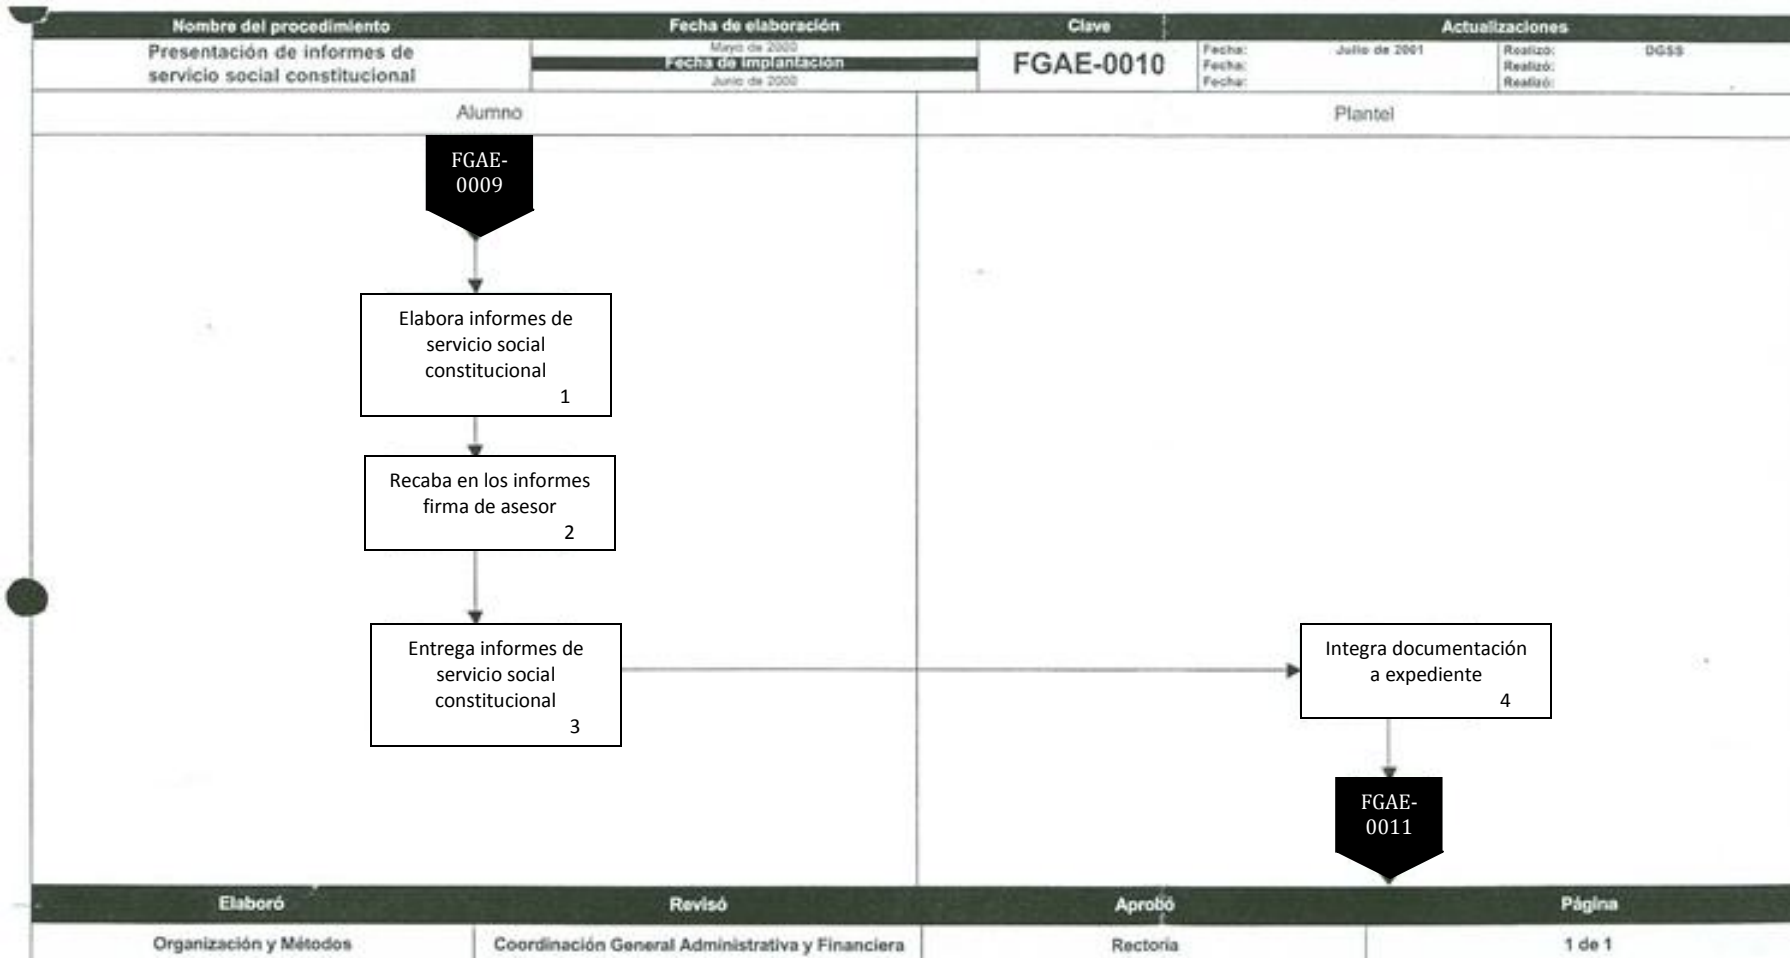 Nombre del procedimiento
Fecha de elaboración
Clave
Actualizaciones
Presentación de informes de
servicio social constitucional
Mayo de 2000
Fecha de implantación
Junio de 2000
FGAE-0010
Fecha: Julio de 2001 Realizó: DGSS
Fecha: Realizó:
Fecha: Realizó:
Alumno
Plantel
FGAE-
0009
Elabora informes de
servicio social
constitucional
1
Recaba en los informes
firma de asesor
2
Entrega informes de
servicio social
constitucional
3
Integra documentación
a expediente
4
FGAE-
0011
Elaboró
Revisó
Aprobó
Página
Organización y Métodos
Coordinación General Administrativa y Financiera
Rectoría
1 de 1